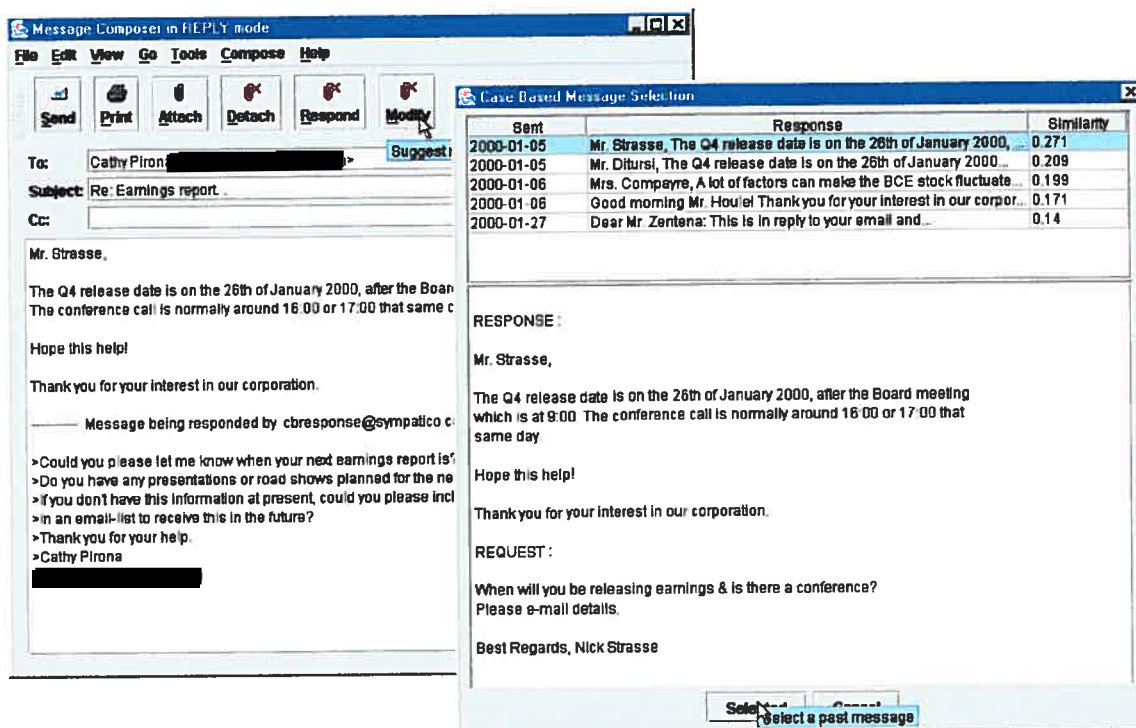 Message Composer in REPLY mode
File Edit View Go Tools Compose Help
Send Print Attach Detach Respond Modify
Suggest
To: Cathy Pirona >
Subject: Re: Earnings report. .
Cc:
Mr. Strasse,
The Q4 release date is on the 26th of January 2000, after the Boar
The conference call is normally around 16:00 or 17:00 that same
Hope this help!
Thank you for your interest in our corporation.
Message being responded by cbresponse@sympatico
>Could you please let me know when your next earnings report is?
>Do you have any presentations or road shows planned for the ne
>If you don't have this information at present, could you please incl
>in an email-list to receive this in the future?
>Thank you for your help.
>Cathy Pirona
Case Based Message Selection
Sent Response Similarity
2000-01-05 Mr. Strasse, The Q4 release date is on the 26th of January 2000, ... 0.271
2000-01-05 Mr. Ditursi, The Q4 release date is on the 26th of January 2000... 0.209
2000-01-06 Mrs. Compayre, A lot of factors can make the BCE stock fluctuate... 0.199
2000-01-06 Good morning Mr. Houle! Thank you for your interest in our corpor... 0.171
2000-01-27 Dear Mr. Zentena: This is in reply to your email and... 0.14
RESPONSE :
Mr. Strasse,
The Q4 release date is on the 26th of January 2000, after the Board meeting
which is at 9:00 The conference call is normally around 16:00 or 17:00 that
same day
Hope this help!
Thank you for your interest in our corporation.
REQUEST :
When will you be releasing earnings & is there a conference?
Please e-mail details.
Best Regards, Nick Strasse
Select a past message